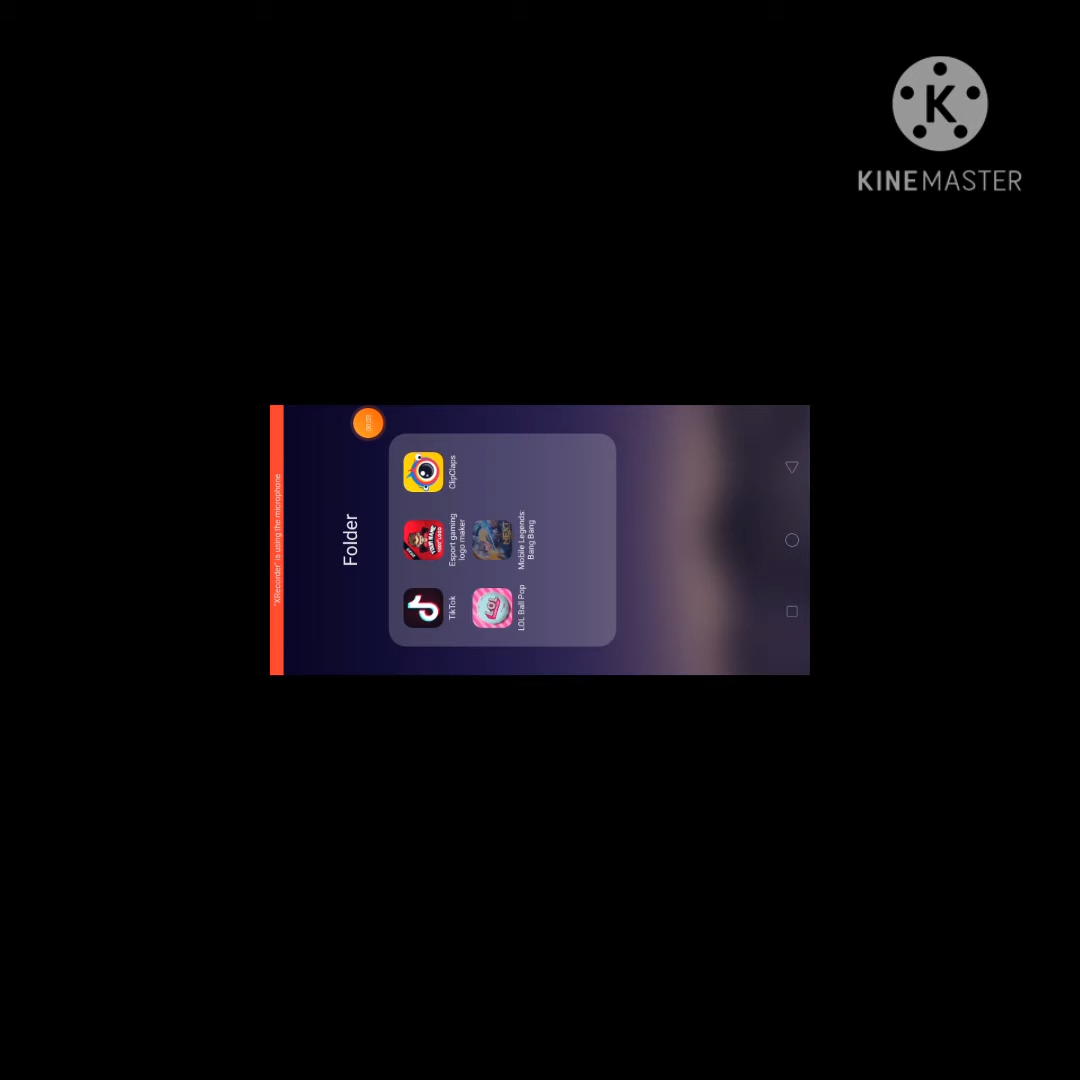 KINEMASTER
"XRecorder" is using the microphone
Folder
TikTok
Esport gaming
logo maker
ClipClaps
LOL Ball Pop
Mobile Legends:
Bang Bang